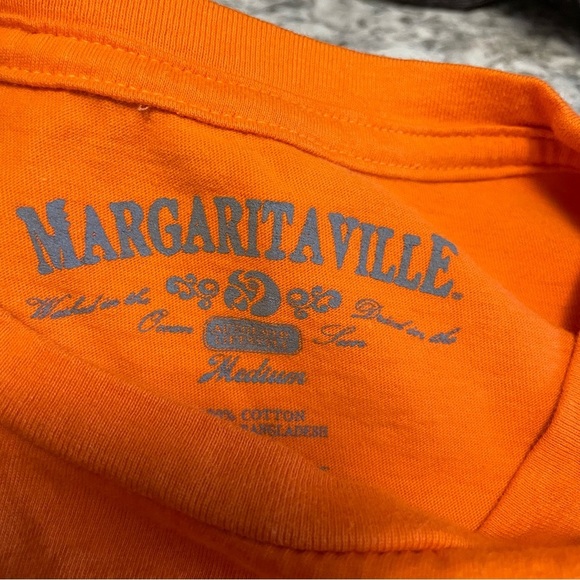 MARGARITAVILLE
Washed in the Dried in the
Ocean Sun
Medium
% COTTON
BANGLADESH